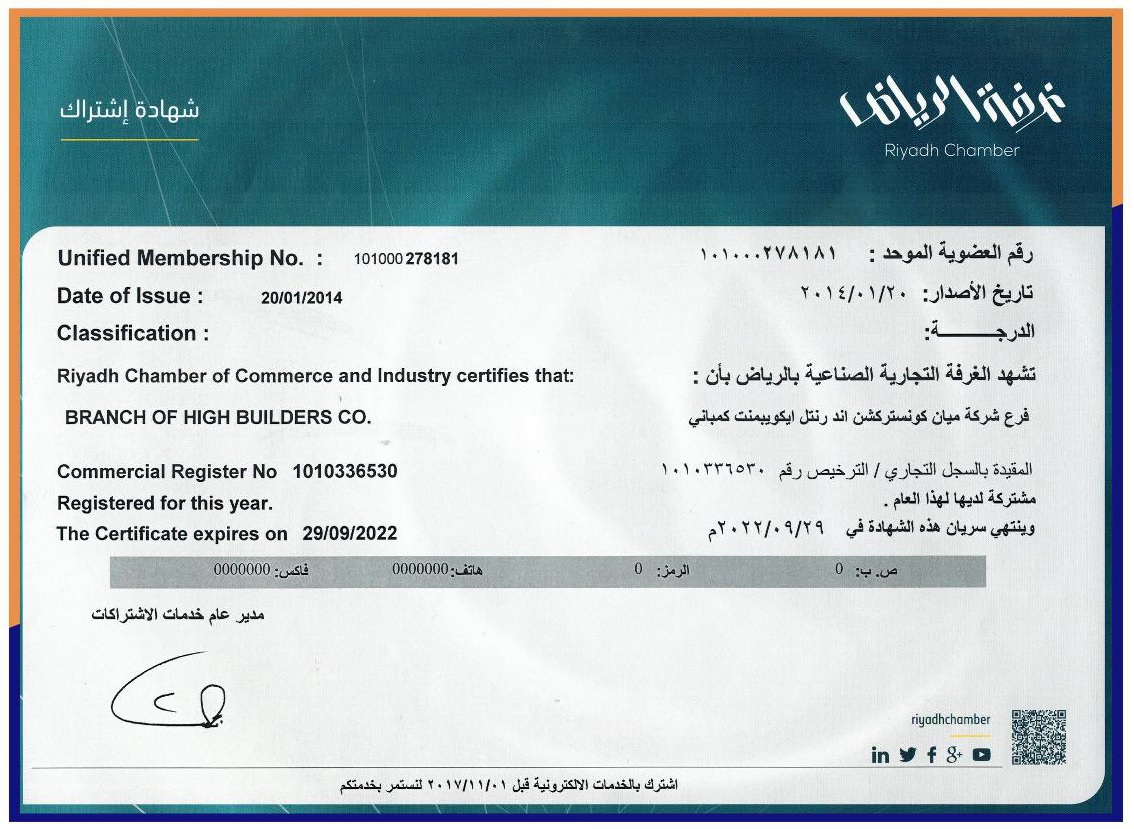 شهادة إشتراك
غرفة الرياض
Riyadh Chamber
Unified Membership No. : 101000278181
رقم العضوية الموحد : ١٠١٠٠٠٢٧٨١٨١
Date of Issue : 20/01/2014
تاريخ الأصدار: ٢٠١٤/٠١/٢٠
Classification :
الدرجـــــــة:
Riyadh Chamber of Commerce and Industry certifies that:
تشهد الغرفة التجارية الصناعية بالرياض بأن :
BRANCH OF HIGH BUILDERS CO.
فرع شركة ميان كونستركشن اند رنتل ايكويبمنت كمباني
Commercial Register No 1010336530
المقيدة بالسجل التجاري / الترخيص رقم ١٠١٠٣٣٦٥٣٠
Registered for this year.
مشتركة لديها لهذا العام .
The Certificate expires on 29/09/2022
وينتهي سريان هذه الشهادة في ٢٠٢٢/٠٩/٢٩م
ص. ب: 0 الرمز: 0 هاتف: 0000000 فاكس: 0000000
مدير عام خدمات الاشتراكات
riyadhchamber
اشترك بالخدمات الالكترونية قبل ٢٠١٧/١١/٠١ لنستمر بخدمتكم